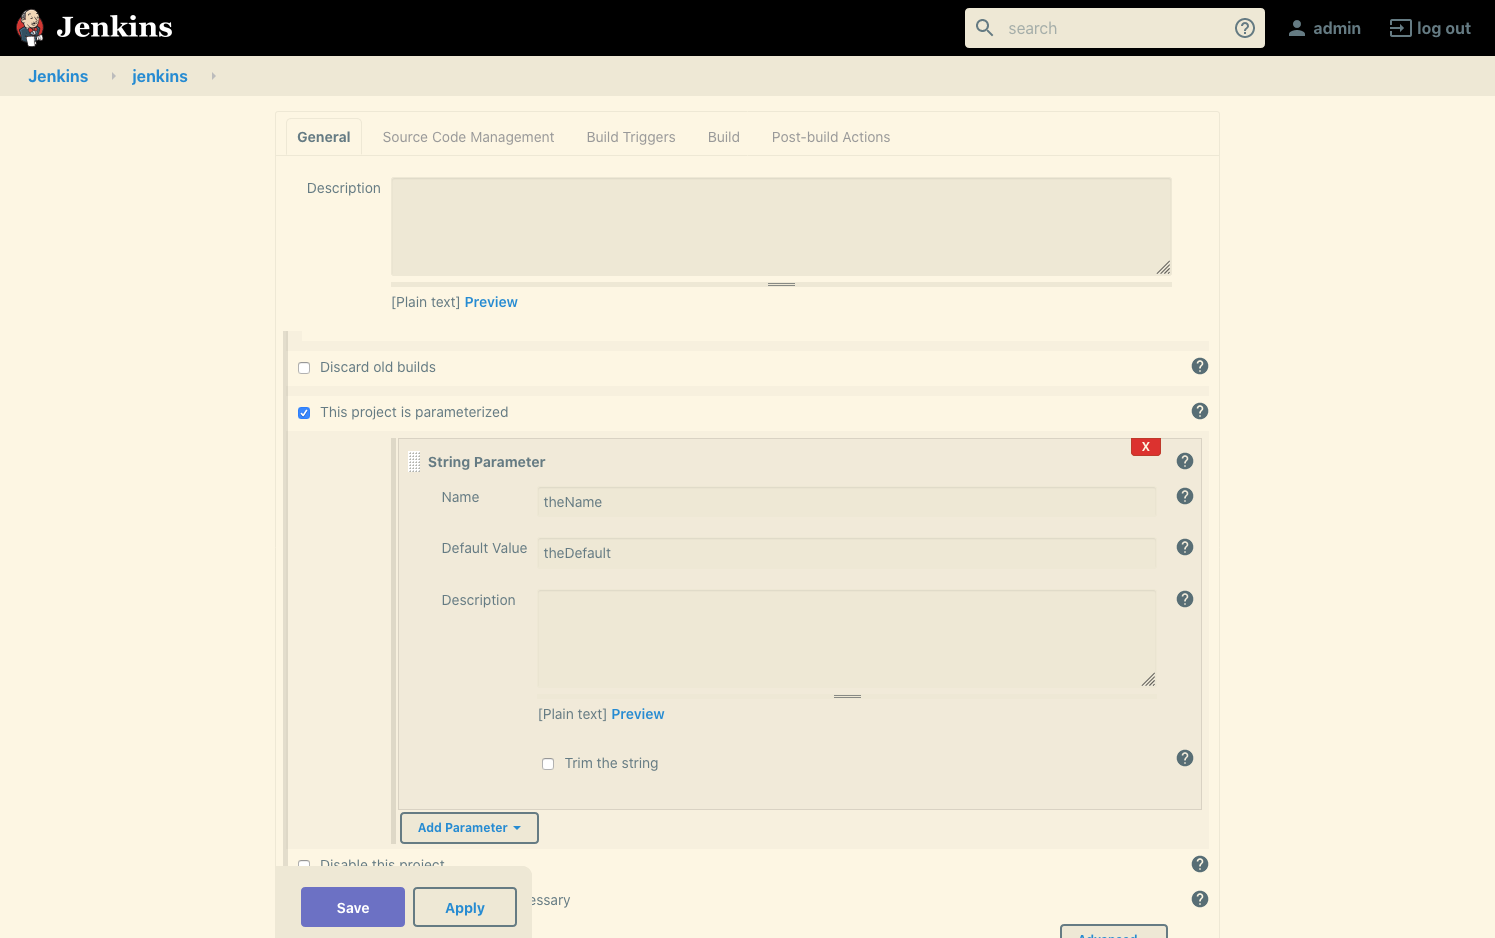 Jenkins
search
admin
log out
Jenkins
jenkins
General
Source Code Management
Build Triggers
Build
Post-build Actions
Description
[Plain text] Preview
Discard old builds
This project is parameterized
X
String Parameter
Name
theName
Default Value
theDefault
Description
[Plain text] Preview
Trim the string
Add Parameter
Disable this project
essary
Save
Apply
Advanced